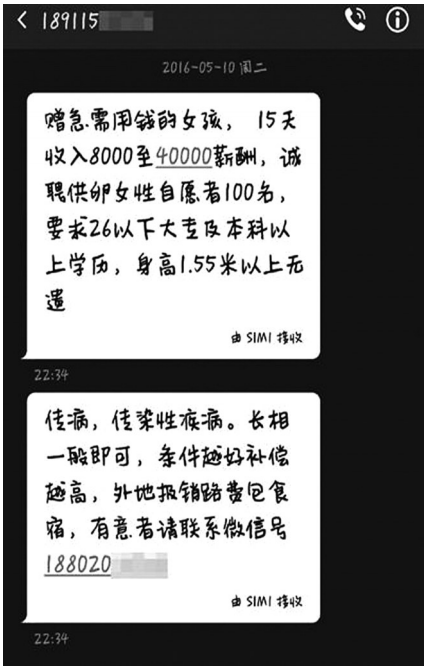 189115
2016-05-10 周二
赠急需用钱的女孩，15天
收入8000至40000薪酬，诚
聘供卵女性自愿者100名，
要求26以下大专及本科以
上学历，身高1.55米以上无
遗
由 SIM1 接收
22:34
传病，传染性疾病。长相
一般即可，条件越好补偿
越高，外地报销路费包食
宿，有意者请联系微信号
188020
由 SIM1 接收
22:34